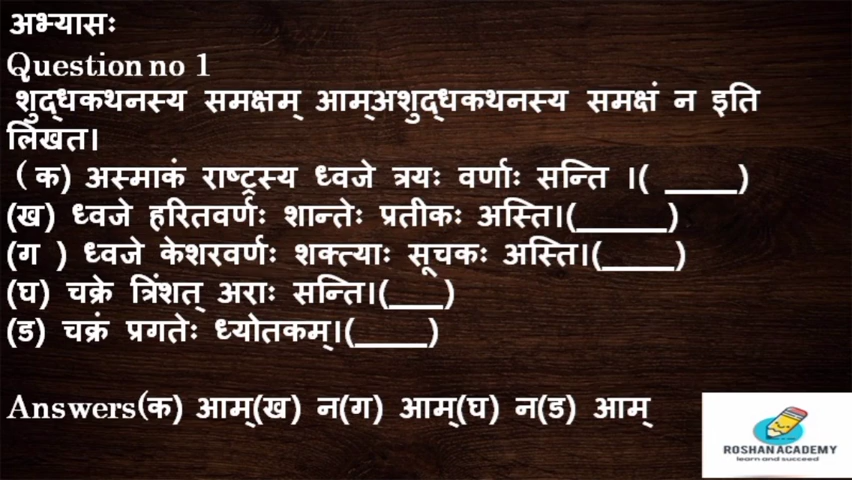 अभ्यासः
Question no 1
शुद्धकथनस्य समक्षम् आम्अशुद्धकथनस्य समक्षं न इति
लिखत।
( क) अस्माकं राष्ट्रस्य ध्वजे त्रयः वर्णाः सन्ति ।( _____)
(ख) ध्वजे हरितवर्णः शान्तेः प्रतीकः अस्ति।(______)
(ग ) ध्वजे केशरवर्णः शक्त्याः सूचकः अस्ति।(_____)
(घ) चक्रे त्रिंशत् अराः सन्ति।(____)
(ड) चक्रं प्रगतेः ध्योतकम्।(_____)
Answers(क) आम्(ख) न(ग) आम्(घ) न(ड) आम्
ROSHAN ACADEMY
learn and succeed